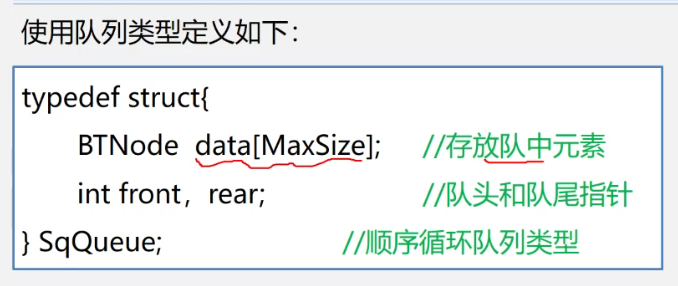 使用队列类型定义如下：
typedef struct{
BTNode data[MaxSize]; //存放队中元素
int front，rear; //队头和队尾指针
} SqQueue; //顺序循环队列类型